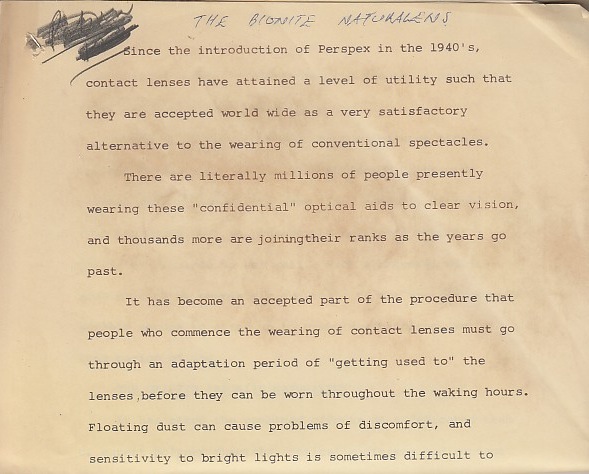 THE BIONITE NATURALENS
Since the introduction of Perspex in the 1940's,
contact lenses have attained a level of utility such that
they are accepted world wide as a very satisfactory
alternative to the wearing of conventional spectacles.
There are literally millions of people presently
wearing these "confidential" optical aids to clear vision,
and thousands more are joiningtheir ranks as the years go
past.
It has become an accepted part of the procedure that
people who commence the wearing of contact lenses must go
through an adaptation period of "getting used to" the
lenses,before they can be worn throughout the waking hours.
Floating dust can cause problems of discomfort, and
sensitivity to bright lights is sometimes difficult to